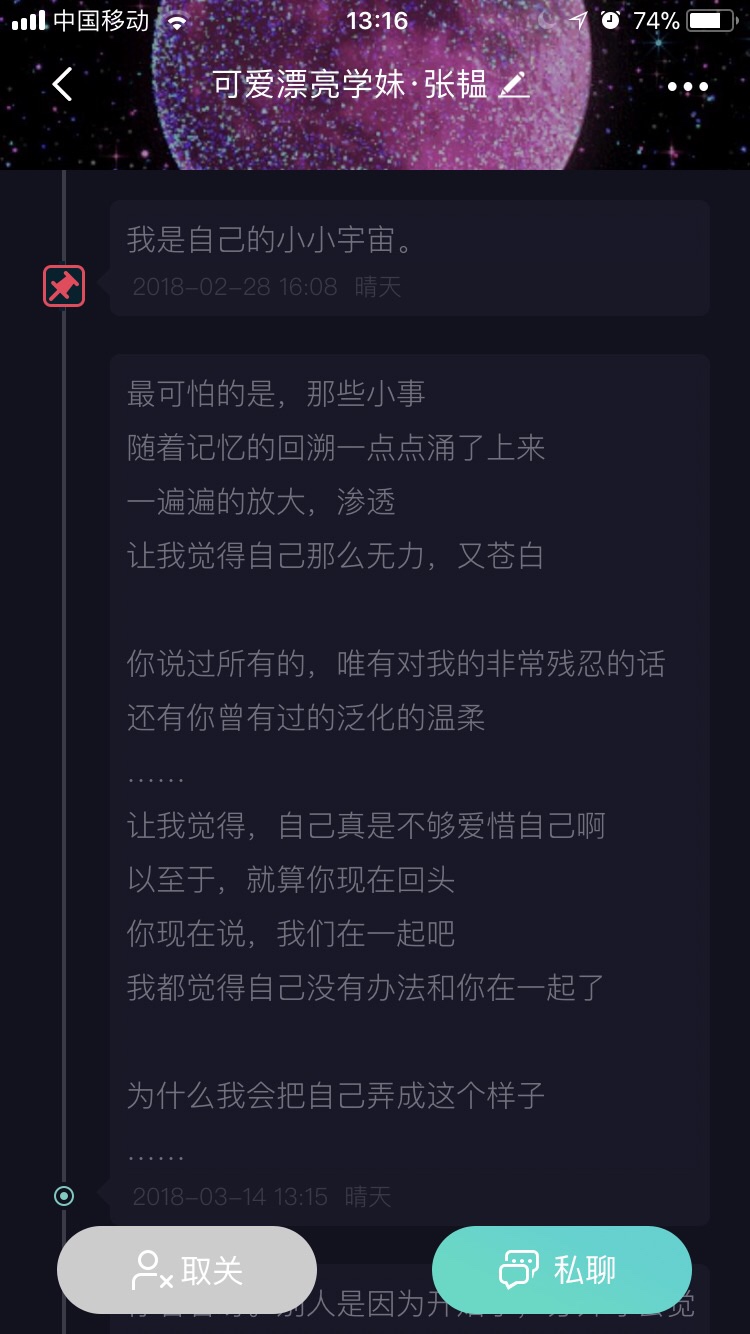 中国移动
13:16
74%
可爱漂亮学妹·张韫
我是自己的小小宇宙。
2018-02-28 16:08 晴天
最可怕的是，那些小事
随着记忆的回溯一点点涌了上来
一遍遍的放大，渗透
让我觉得自己那么无力，又苍白
你说过所有的，唯有对我的非常残忍的话
还有你曾有过的泛化的温柔
……
让我觉得，自己真是不够爱惜自己啊
以至于，就算你现在回头
你现在说，我们在一起吧
我都觉得自己没有办法和你在一起了
为什么我会把自己弄成这个样子
……
2018-03-14 13:15 晴天
取关
私聊
别人是因为开